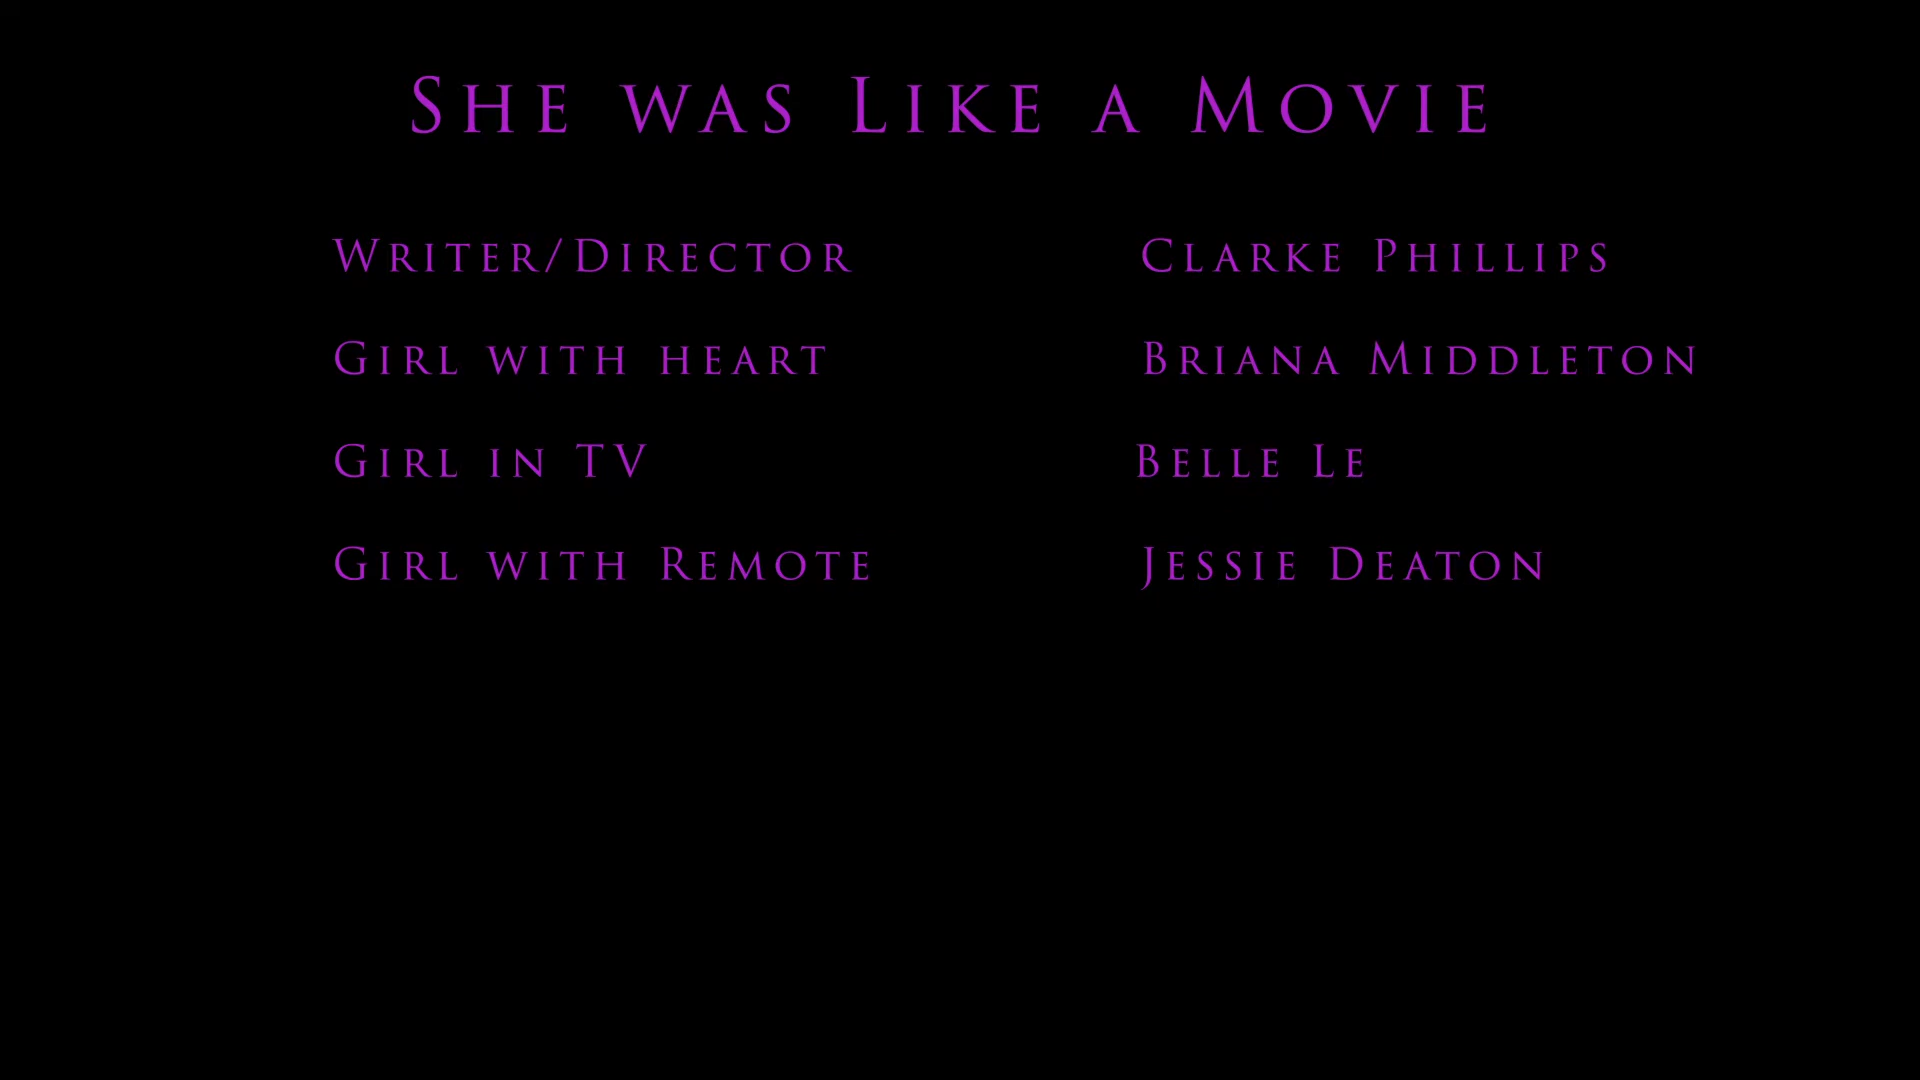 She was Like a Movie
Writer/Director Clarke Phillips
Girl with heart Briana Middleton
Girl in TV Belle Le
Girl with Remote Jessie Deaton